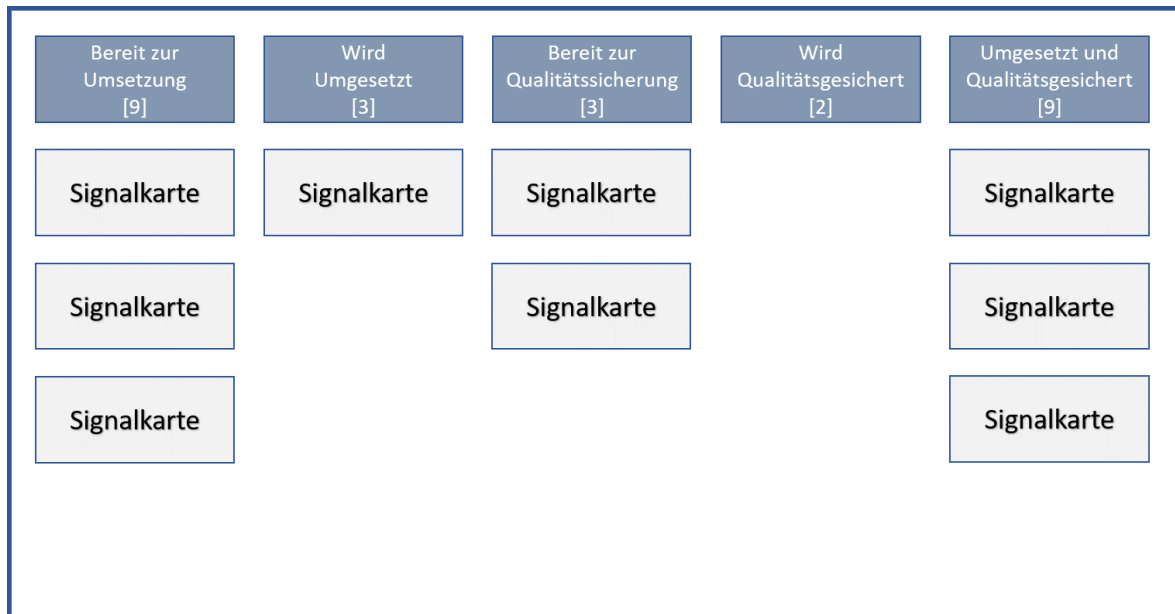 Bereit zur
Umsetzung
[9]
Wird
Umgesetzt
[3]
Bereit zur
Qualitätssicherung
[3]
Wird
Qualitätsgesichert
[2]
Umgesetzt und
Qualitätsgesichert
[9]
Signalkarte
Signalkarte
Signalkarte
Signalkarte
Signalkarte
Signalkarte
Signalkarte
Signalkarte
Signalkarte